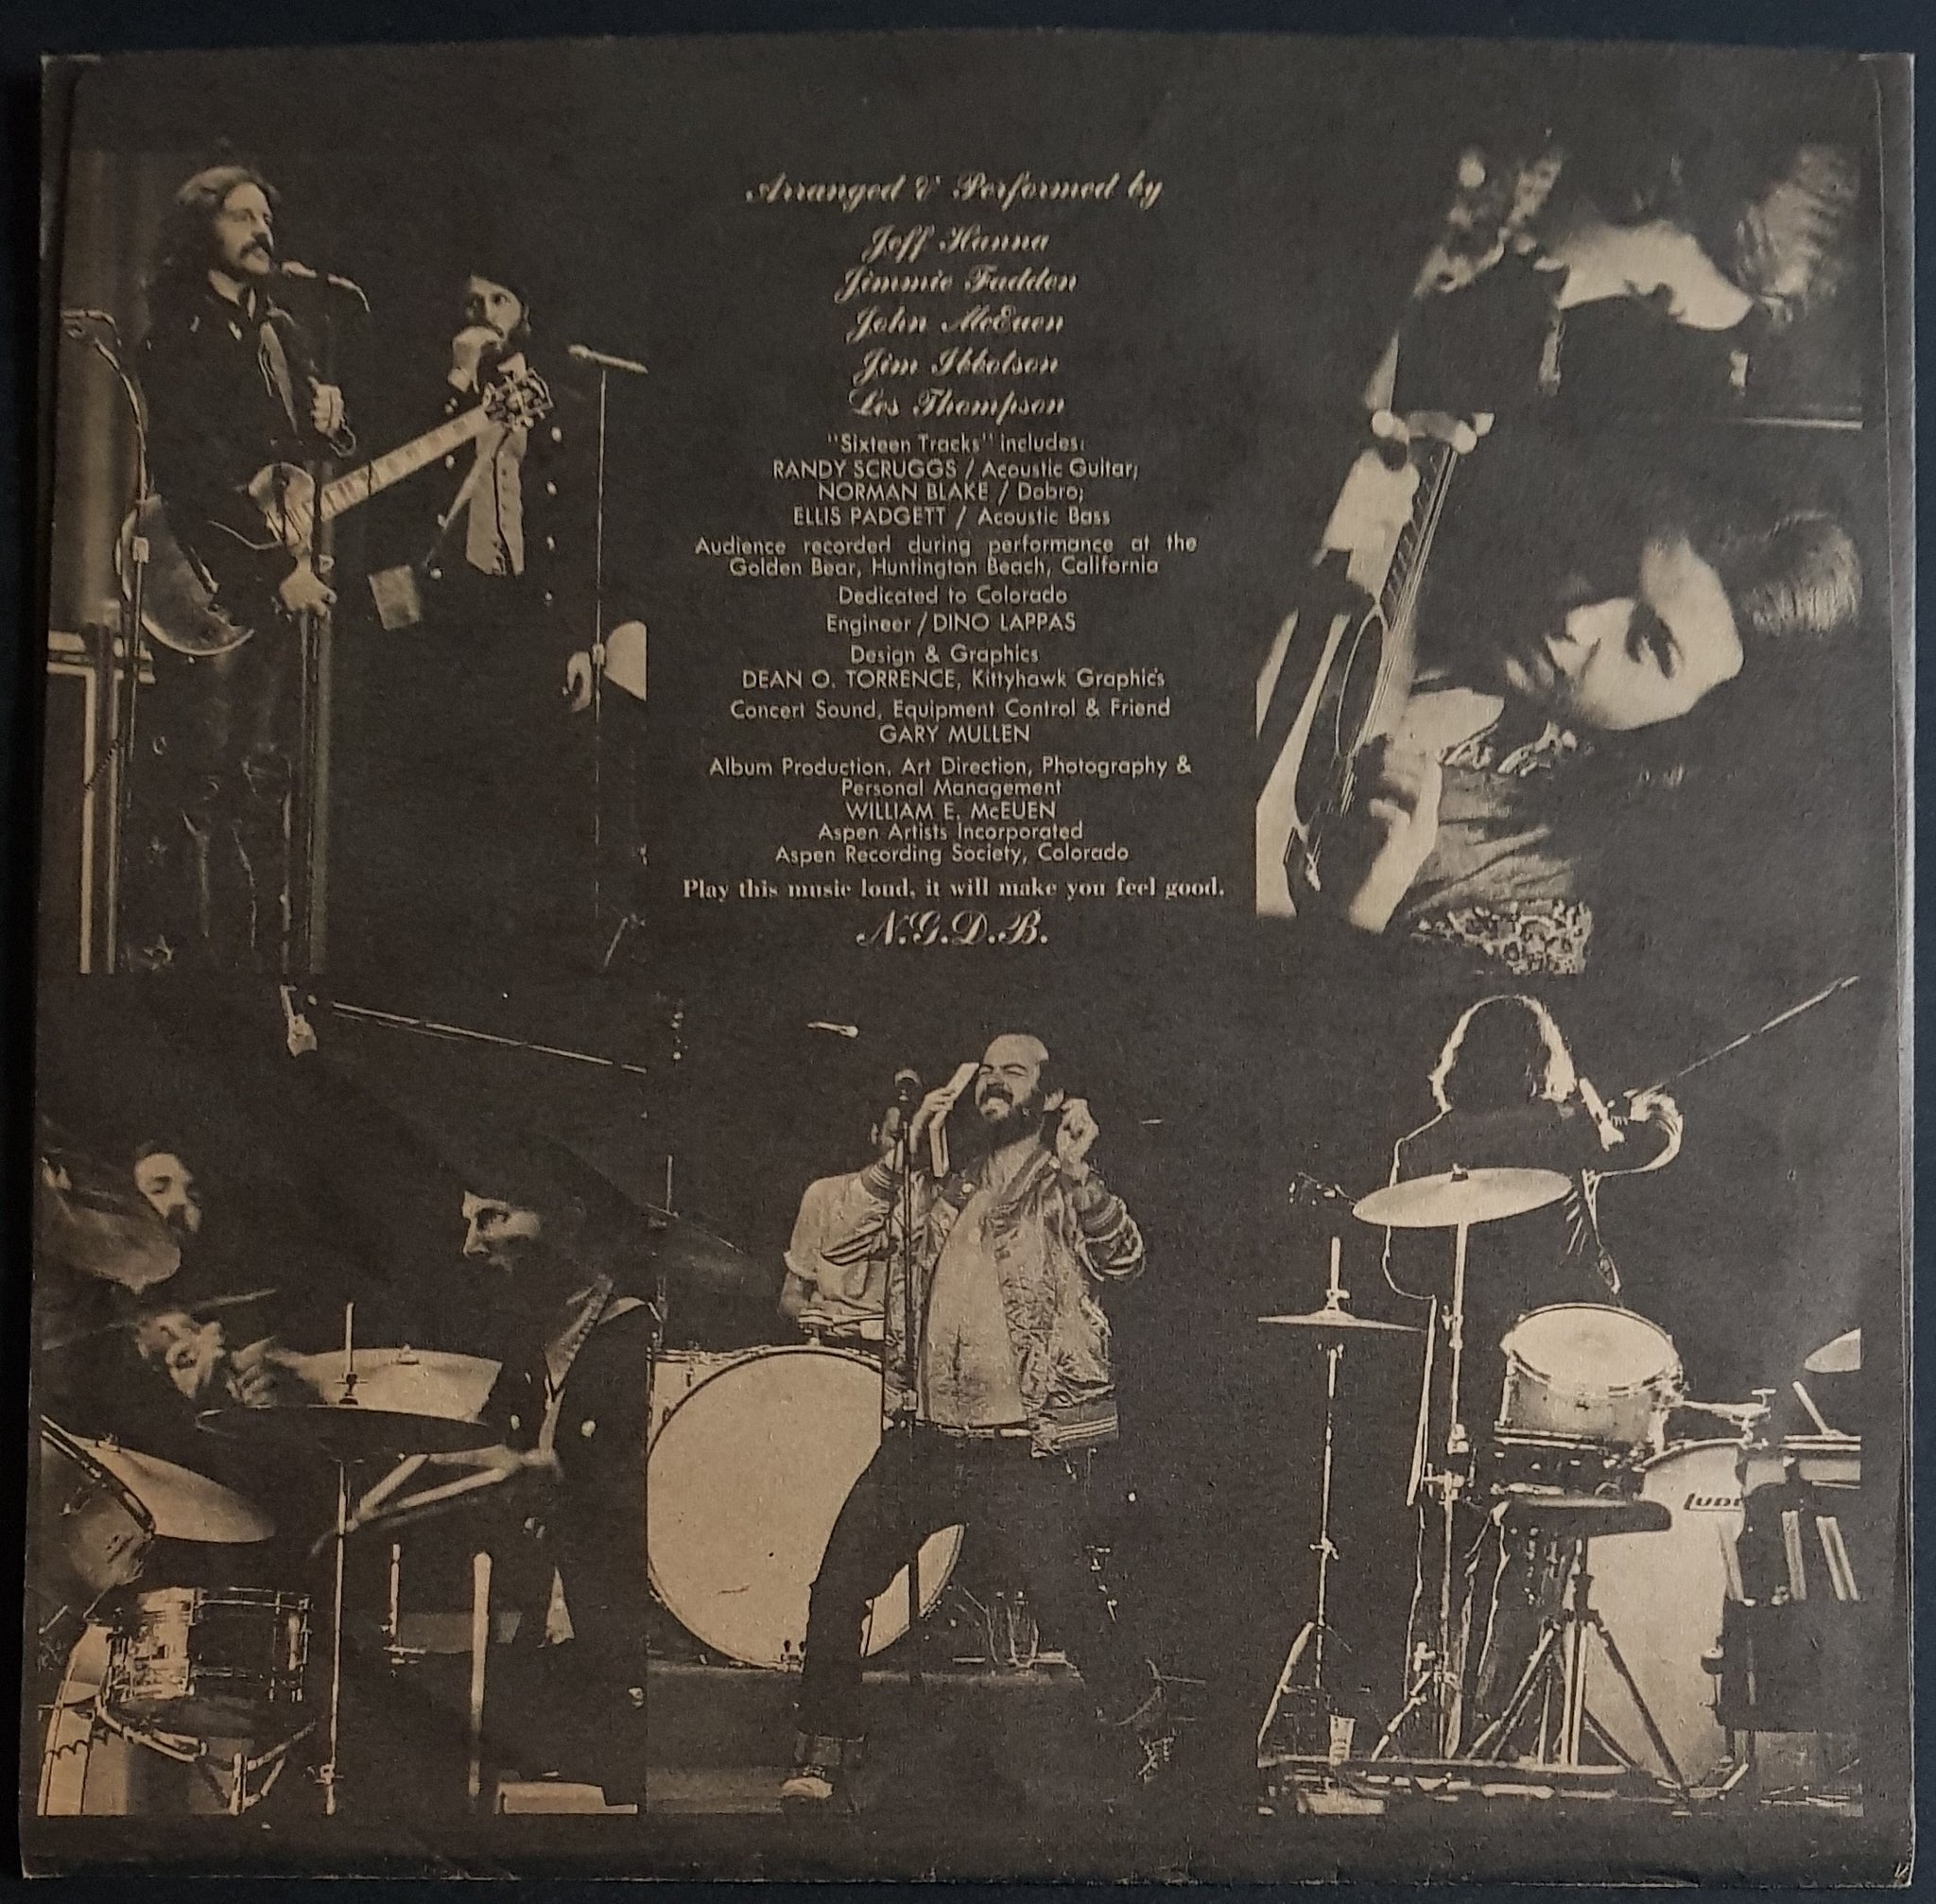 Arranged & Performed by
Jeff Hanna
Jimmie Fadden
John McEuen
Jim Ibbotson
Les Thompson
"Sixteen Tracks" includes:
RANDY SCRUGGS / Acoustic Guitar;
NORMAN BLAKE / Dobro;
ELLIS PADGETT / Acoustic Bass
Audience recorded during performance at the
Golden Bear, Huntington Beach, California
Dedicated to Colorado
Engineer / DINO LAPPAS
Design & Graphics
DEAN O. TORRENCE, Kittyhawk Graphics
Concert Sound, Equipment Control & Friend
GARY MULLEN
Album Production, Art Direction, Photography &
Personal Management
WILLIAM E. McEUEN
Aspen Artists Incorporated
Aspen Recording Society, Colorado
Play this music loud, it will make you feel good.
N.G.D.B.
LUD